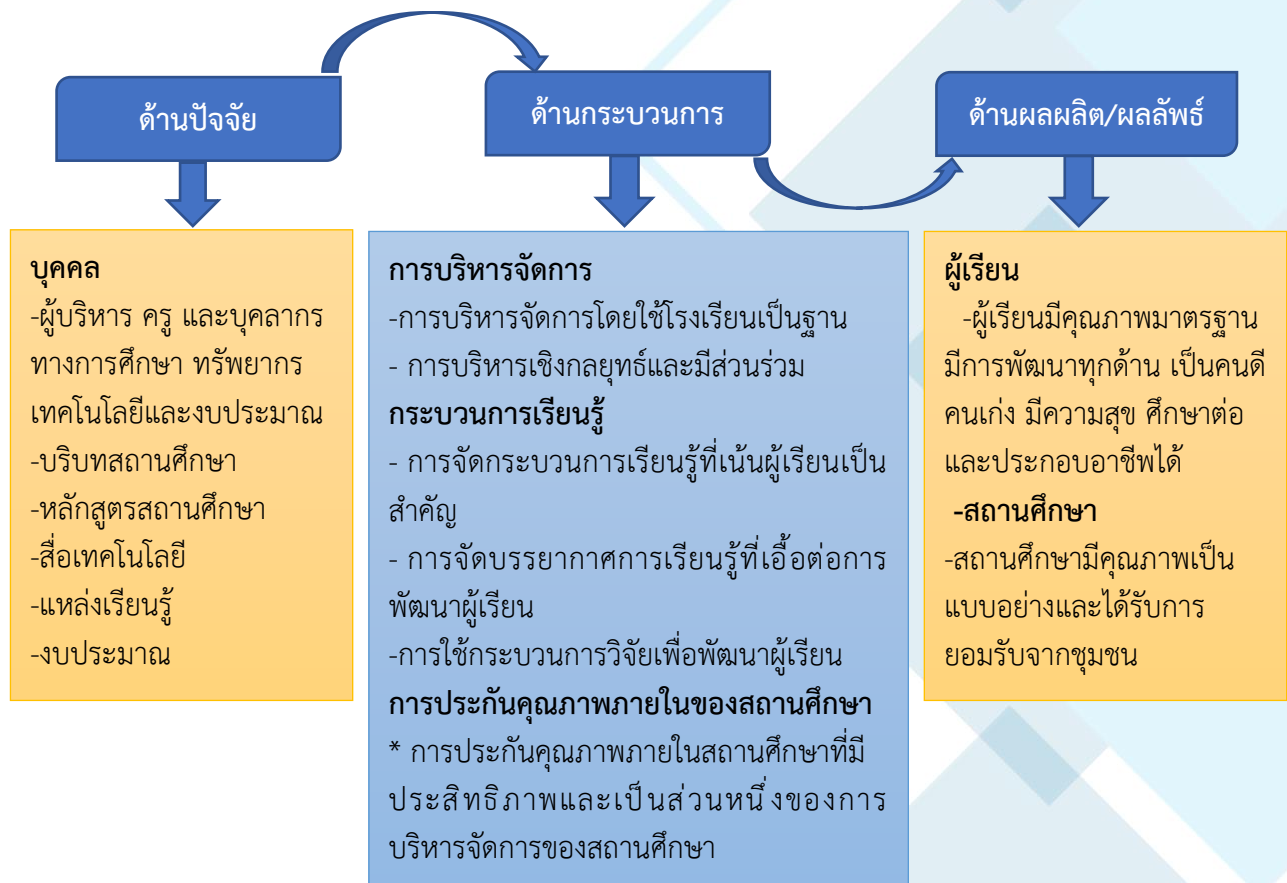 ด้านปัจจัย
ด้านกระบวนการ
ด้านผลผลิต/ผลลัพธ์
บุคคล
-ผู้บริหาร ครู และบุคลากร
ทางการศึกษา ทรัพยากร
เทคโนโลยีและงบประมาณ
-บริบทสถานศึกษา
-หลักสูตรสถานศึกษา
-สื่อเทคโนโลยี
-แหล่งเรียนรู้
-งบประมาณ
การบริหารจัดการ
-การบริหารจัดการโดยใช้โรงเรียนเป็นฐาน
- การบริหารเชิงกลยุทธ์และมีส่วนร่วม
กระบวนการเรียนรู้
- การจัดกระบวนการเรียนรู้ที่เน้นผู้เรียนเป็น
สำคัญ
- การจัดบรรยากาศการเรียนรู้ที่เอื้อต่อการ
พัฒนาผู้เรียน
-การใช้กระบวนการวิจัยเพื่อพัฒนาผู้เรียน
การประกันคุณภาพภายในของสถานศึกษา
* การประกันคุณภาพภายในสถานศึกษาที่มี
ประสิทธิภาพและเป็นส่วนหนึ่งของการ
บริหารจัดการของสถานศึกษา
ผู้เรียน
-ผู้เรียนมีคุณภาพมาตรฐาน
มีการพัฒนาทุกด้าน เป็นคนดี
คนเก่ง มีความสุข ศึกษาต่อ
และประกอบอาชีพได้
-สถานศึกษา
-สถานศึกษามีคุณภาพเป็น
แบบอย่างและได้รับการ
ยอมรับจากชุมชน